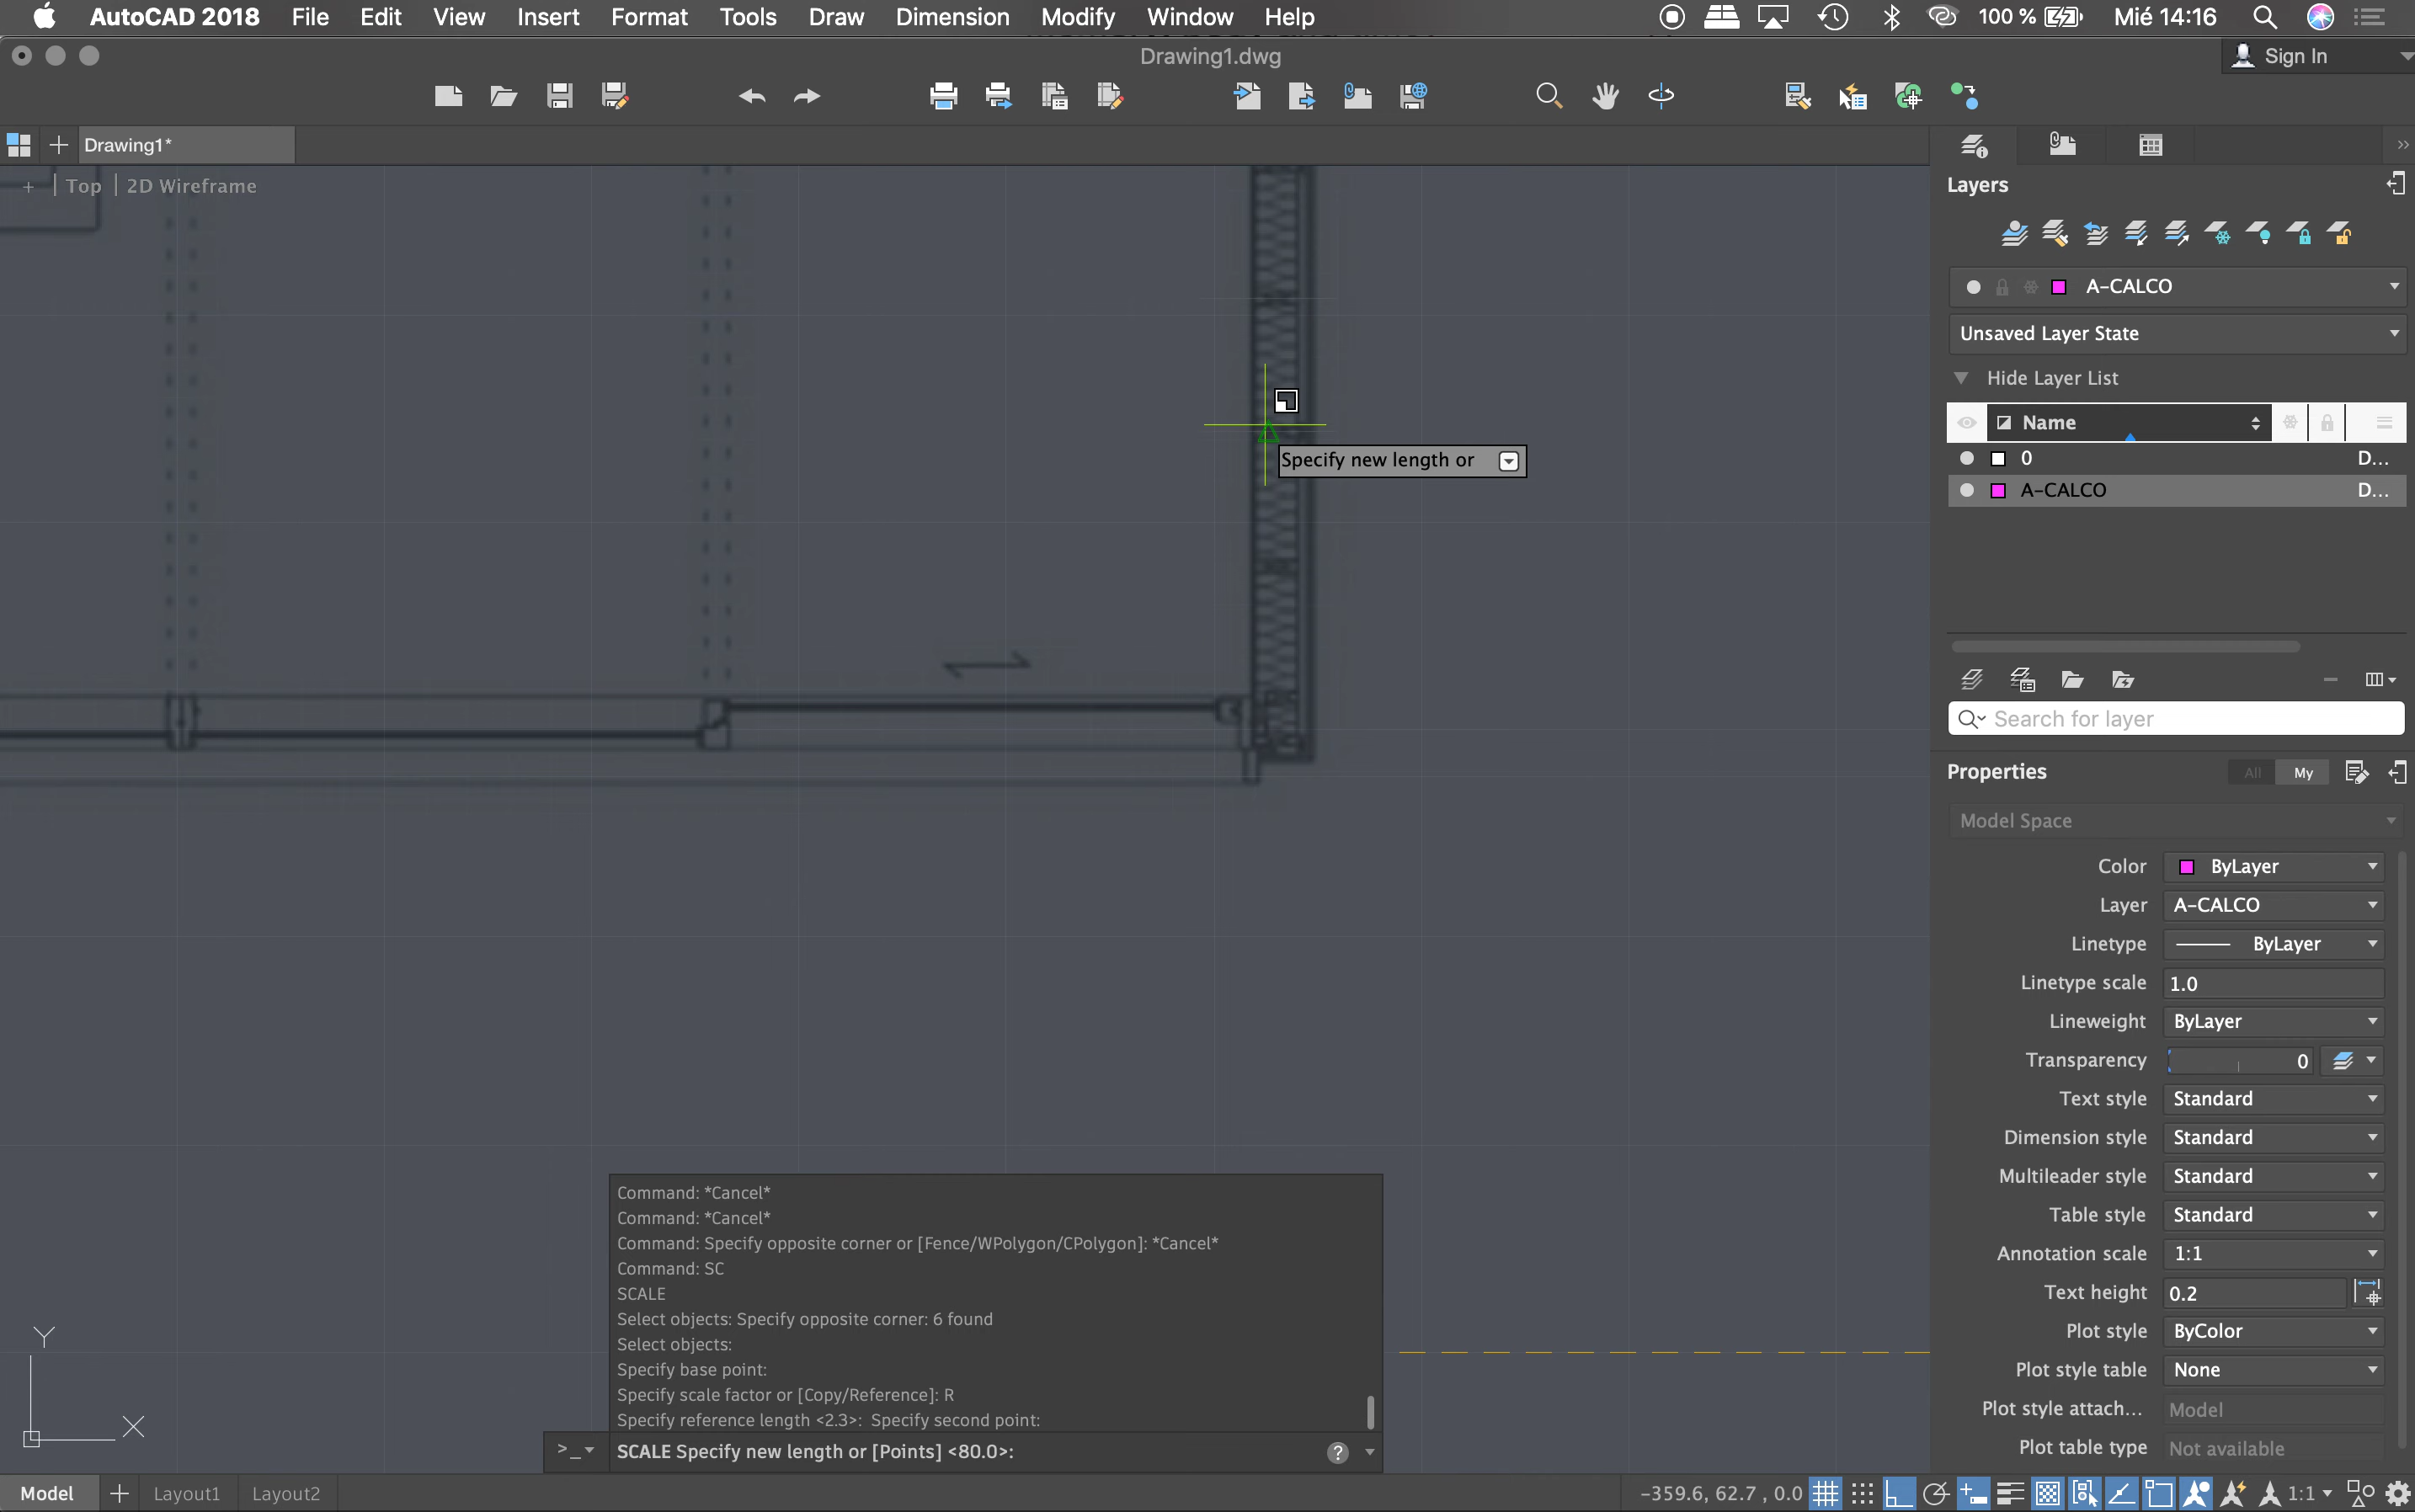 AutoCAD 2018 File Edit View Insert Format Tools Draw Dimension Modify Window Help 100 % Mié 14:16
Drawing1.dwg
Sign In
Drawing1*
Top 2D Wireframe
Layers
A-CALCO
Unsaved Layer State
Hide Layer List
Name
0 D...
A-CALCO D...
Specify new length or
Search for layer
Properties All My
Model Space
Color ByLayer
Layer A-CALCO
Linetype ByLayer
Linetype scale 1.0
Lineweight ByLayer
Transparency 0
Text style Standard
Dimension style Standard
Multileader style Standard
Table style Standard
Annotation scale 1:1
Text height 0.2
Plot style ByColor
Plot style table None
Plot style attach... Model
Plot table type Not available
Command: *Cancel*
Command: *Cancel*
Command: Specify opposite corner or [Fence/WPolygon/CPolygon]: *Cancel*
Command: SC
SCALE
Select objects: Specify opposite corner: 6 found
Select objects:
Specify base point:
Specify scale factor or [Copy/Reference]: R
Specify reference length <2.3>: Specify second point:
>_ SCALE Specify new length or [Points] <80.0>: ?
Y
X
Model Layout1 Layout2 -359.6, 62.7 , 0.0 1:1